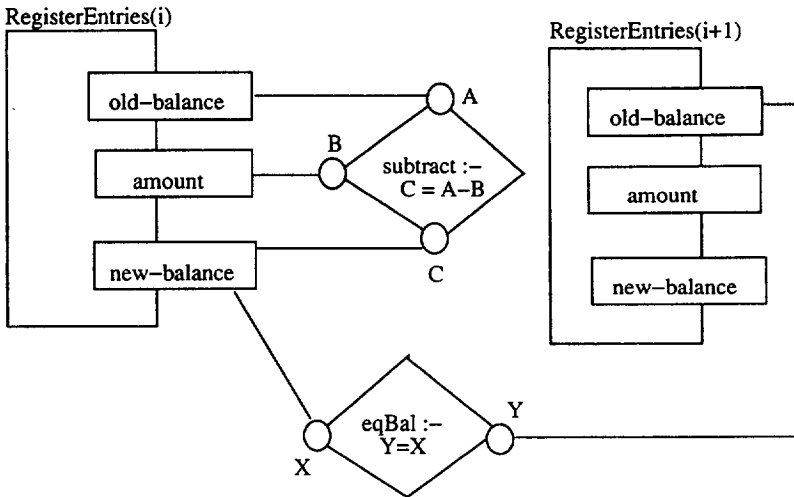 RegisterEntries(i)
RegisterEntries(i+1)
old-balance
A
old-balance
B
subtract :-
C = A-B
amount
amount
new-balance
C
new-balance
eqBal :-
Y=X
Y
X